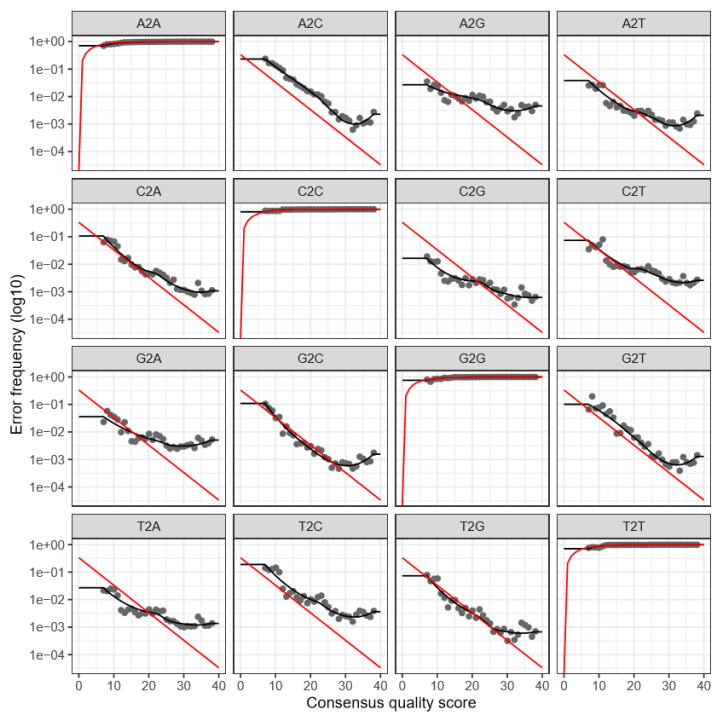 A2A A2C A2G A2T
1e+00
1e−01
1e−02
1e−03
1e−04
C2A C2C C2G C2T
1e+00
1e−01
1e−02
1e−03
1e−04
G2A G2C G2G G2T
1e+00
1e−01
1e−02
1e−03
1e−04
T2A T2C T2G T2T
1e+00
1e−01
1e−02
1e−03
1e−04
0 10 20 30 40 0 10 20 30 40 0 10 20 30 40 0 10 20 30 40
Consensus quality score
Error frequency (log10)